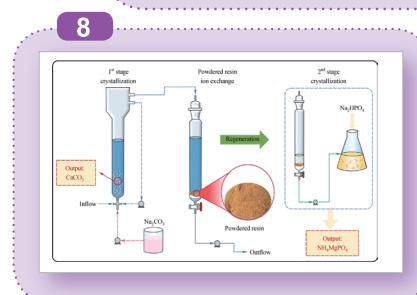 8
1st stage
crystallization
Powdered resin
ion exchange
2nd stage
crystallization
Na2HPO4
Regeneration
Output:
CaCO3
Inflow
Na2CO3
Powdered resin
Outflow
Output:
NH4MgPO4